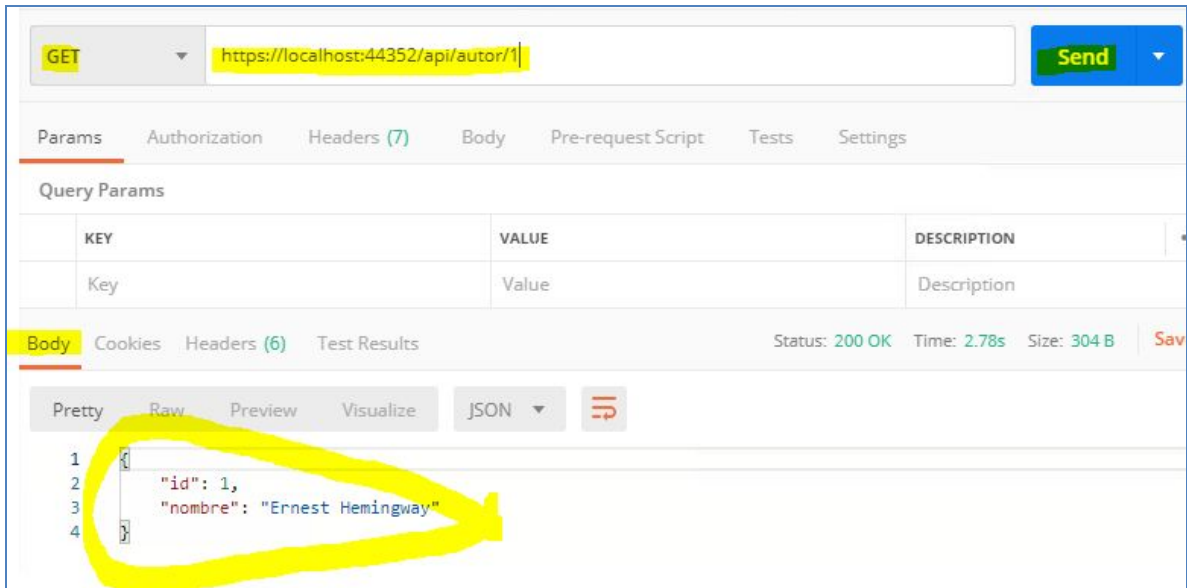 GET https://localhost:44352/api/autor/1 Send
Params Authorization Headers (7) Body Pre-request Script Tests Settings
Query Params
KEY VALUE DESCRIPTION
Key Value Description
Body Cookies Headers (6) Test Results Status: 200 OK Time: 2.78s Size: 304 B Sav
Pretty Raw Preview Visualize JSON
1 {
2 "id": 1,
3 "nombre": "Ernest Hemingway"
4 }